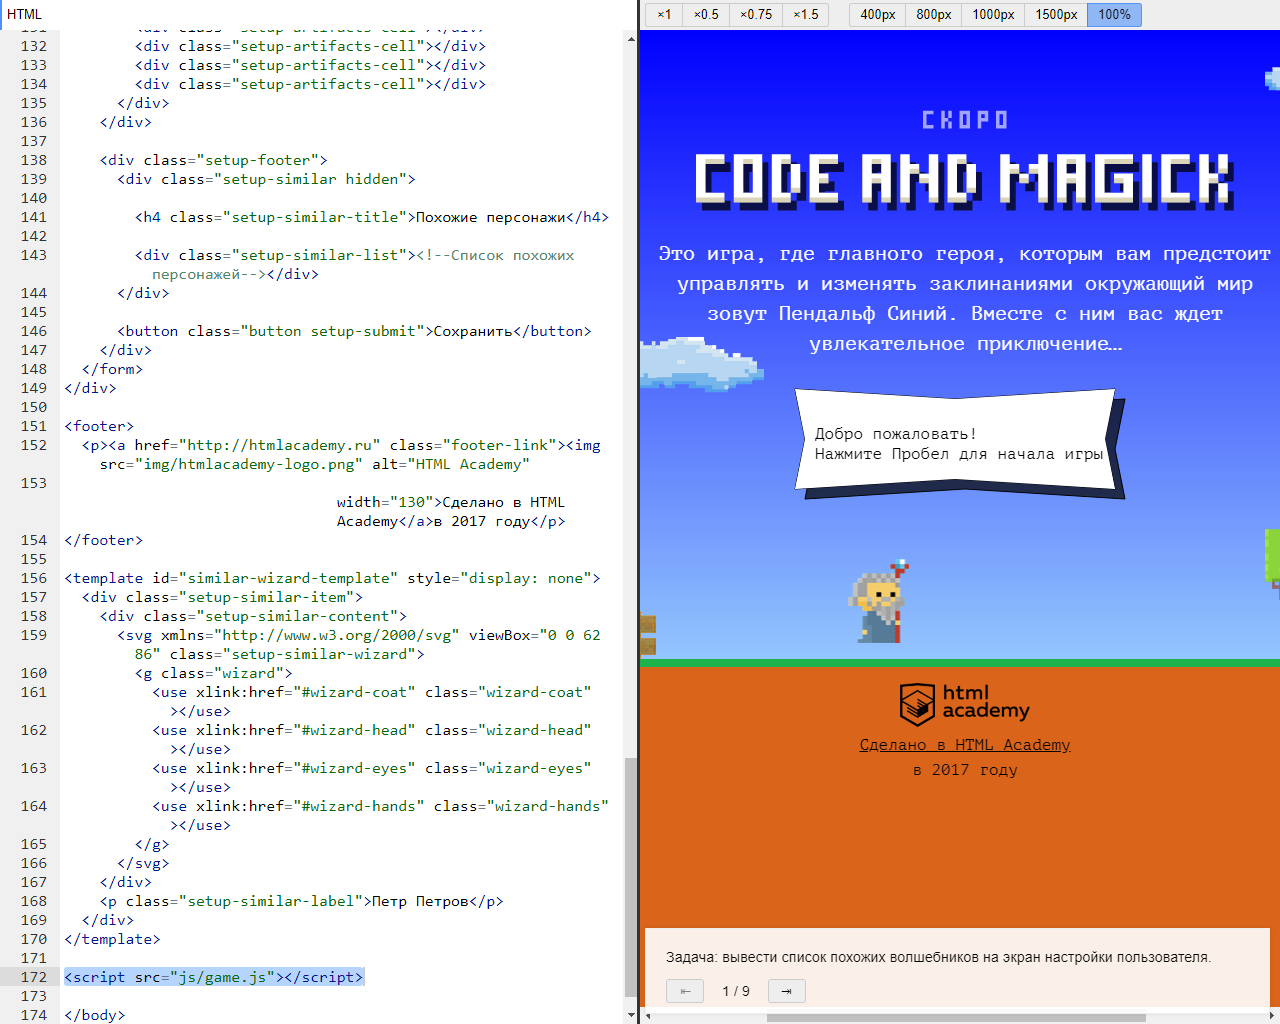 HTML
131 <div class="setup-artifacts-cell"></div>
132 <div class="setup-artifacts-cell"></div>
133 <div class="setup-artifacts-cell"></div>
134 <div class="setup-artifacts-cell"></div>
135 </div>
136 </div>
137
138 <div class="setup-footer">
139 <div class="setup-similar hidden">
140
141 <h4 class="setup-similar-title">Похожие персонажи</h4>
142
143 <div class="setup-similar-list"><!--Список похожих
персонажей--></div>
144 </div>
145
146 <button class="button setup-submit">Сохранить</button>
147 </div>
148 </form>
149 </div>
150
151 <footer>
152 <p><a href="http://htmlacademy.ru" class="footer-link"><img
src="img/htmlacademy-logo.png" alt="HTML Academy"
153
width="130">Сделано в HTML
Academy</a>в 2017 году</p>
154 </footer>
155
156 <template id="similar-wizard-template" style="display: none">
157 <div class="setup-similar-item">
158 <div class="setup-similar-content">
159 <svg xmlns="http://www.w3.org/2000/svg" viewBox="0 0 62
86" class="setup-similar-wizard">
160 <g class="wizard">
161 <use xlink:href="#wizard-coat" class="wizard-coat"
></use>
162 <use xlink:href="#wizard-head" class="wizard-head"
></use>
163 <use xlink:href="#wizard-eyes" class="wizard-eyes"
></use>
164 <use xlink:href="#wizard-hands" class="wizard-hands"
></use>
165 </g>
166 </svg>
167 </div>
168 <p class="setup-similar-label">Петр Петров</p>
169 </div>
170 </template>
171
172 <script src="js/game.js"></script>
173
174 </body>
×1 ×0.5 ×0.75 ×1.5 400px 800px 1000px 1500px 100%
СКОРО
CODE AND MAGICK
Это игра, где главного героя, которым вам предстоит
управлять и изменять заклинаниями окружающий мир
зовут Пендальф Синий. Вместе с ним вас ждет
увлекательное приключение…
Добро пожаловать!
Нажмите Пробел для начала игры
html
academy
Сделано в HTML Academy
в 2017 году
Задача: вывести список похожих волшебников на экран настройки пользователя.
⇤ 1 / 9 ⇥